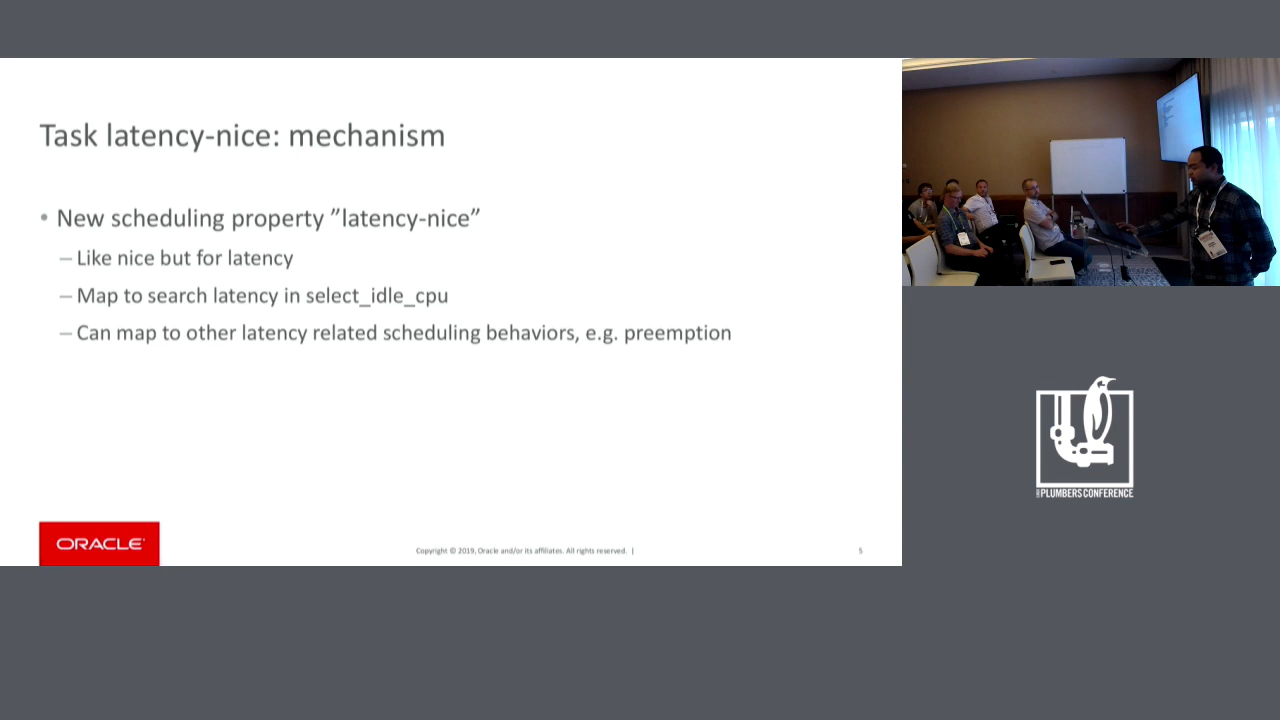 Task latency-nice: mechanism
• New scheduling property ”latency-nice”
– Like nice but for latency
– Map to search latency in select_idle_cpu
– Can map to other latency related scheduling behaviors, e.g. preemption
ORACLE
Copyright © 2019, Oracle and/or its affiliates. All rights reserved. |
5
PLUMBERS CONFERENCE